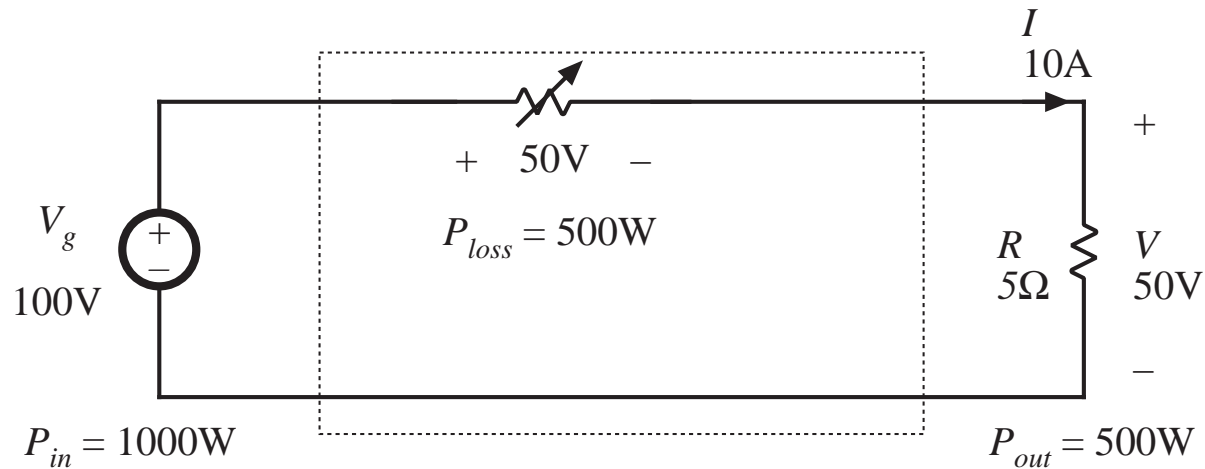 I
10A
+
+ 50V –
V_g
+
–
100V
P_loss = 500W
R
5Ω
V
50V
–
P_in = 1000W
P_out = 500W